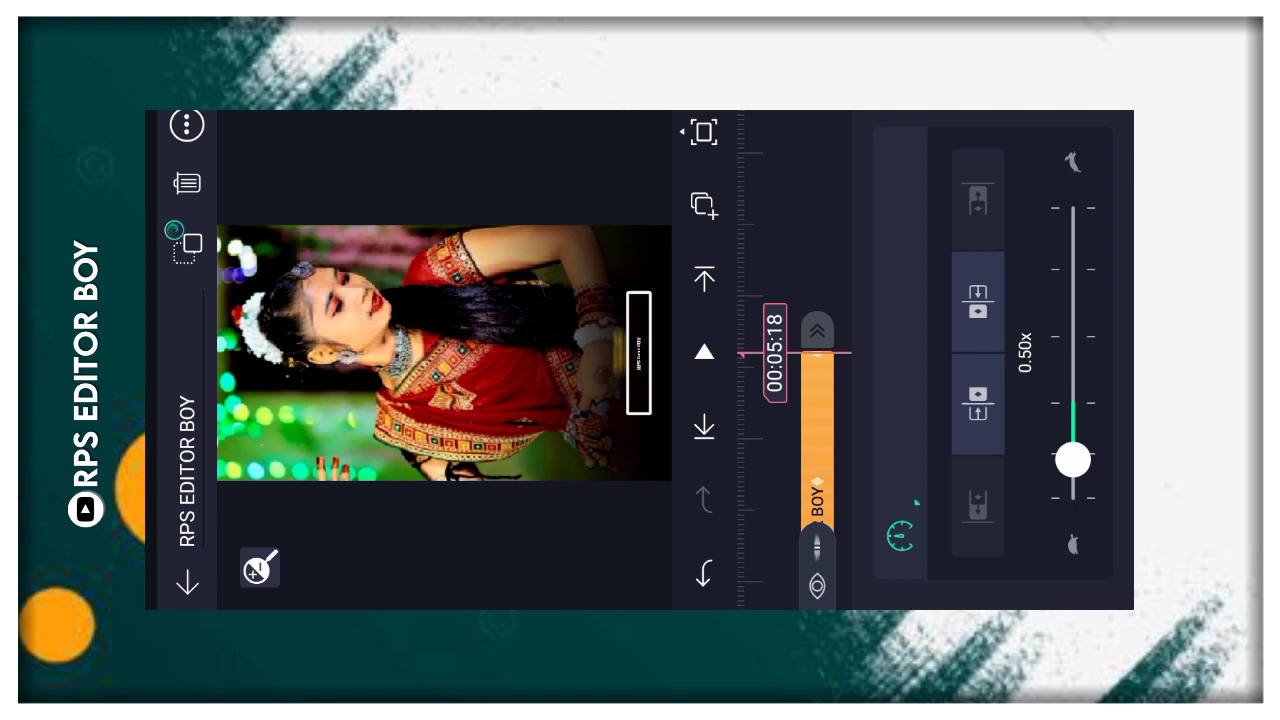 RPS EDITOR BOY
RPS EDITOR BOY
00:05:18
BOY
0.50x